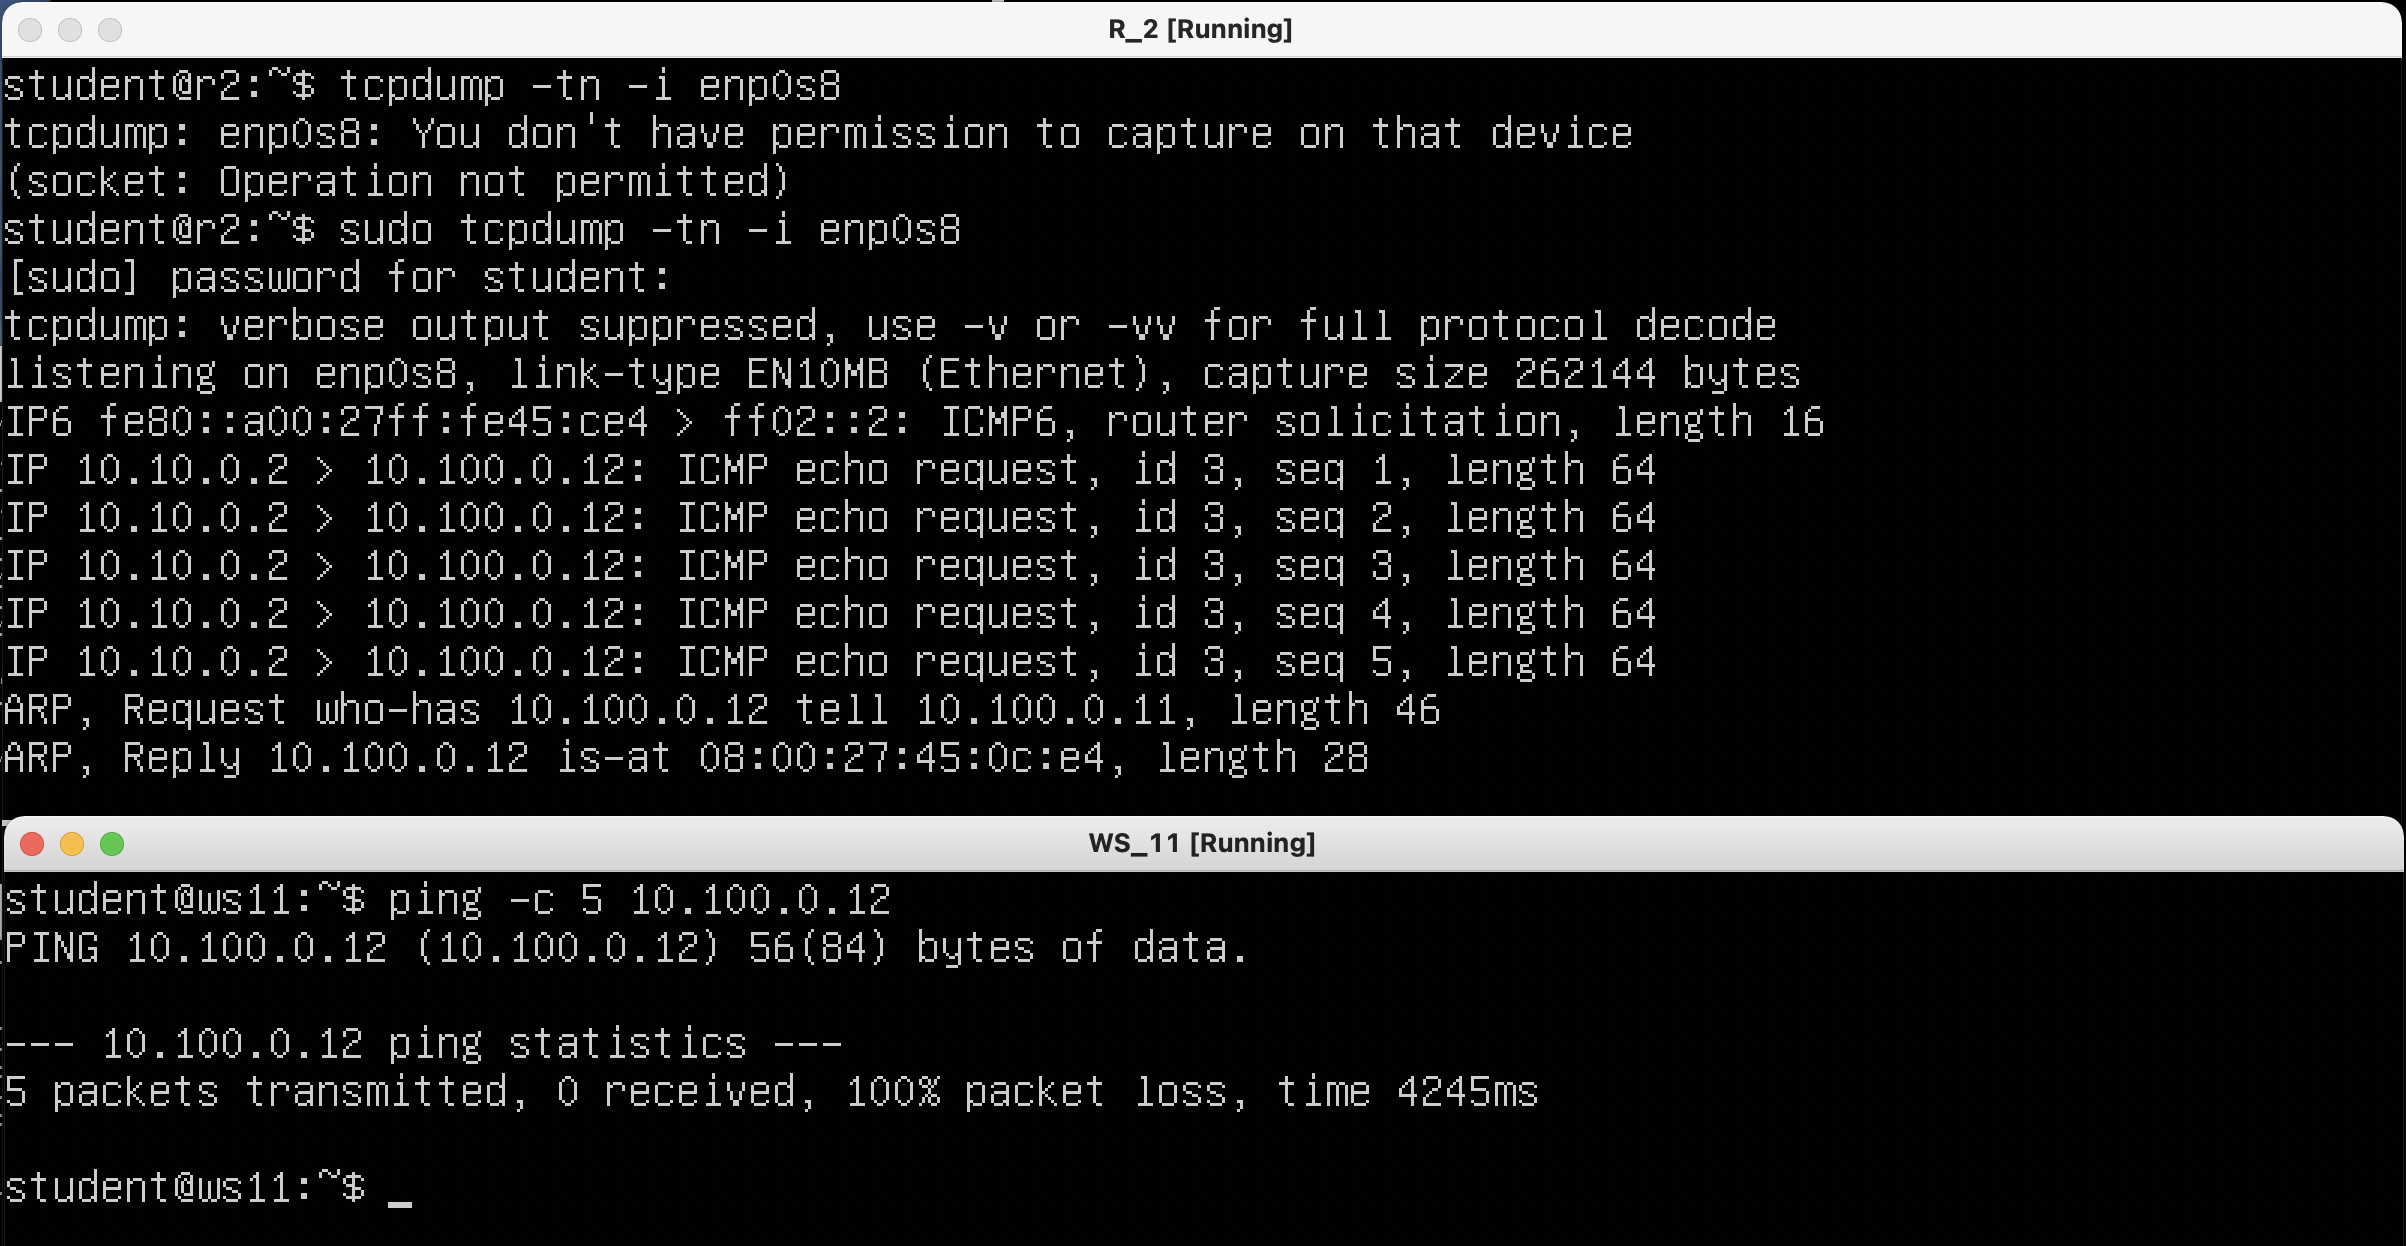 R_2 [Running]
student@r2:~$ tcpdump -tn -i enp0s8
tcpdump: enp0s8: You don't have permission to capture on that device
(socket: Operation not permitted)
student@r2:~$ sudo tcpdump -tn -i enp0s8
[sudo] password for student:
tcpdump: verbose output suppressed, use -v or -vv for full protocol decode
listening on enp0s8, link-type EN10MB (Ethernet), capture size 262144 bytes
IP6 fe80::a00:27ff:fe45:ce4 > ff02::2: ICMP6, router solicitation, length 16
IP 10.10.0.2 > 10.100.0.12: ICMP echo request, id 3, seq 1, length 64
IP 10.10.0.2 > 10.100.0.12: ICMP echo request, id 3, seq 2, length 64
IP 10.10.0.2 > 10.100.0.12: ICMP echo request, id 3, seq 3, length 64
IP 10.10.0.2 > 10.100.0.12: ICMP echo request, id 3, seq 4, length 64
IP 10.10.0.2 > 10.100.0.12: ICMP echo request, id 3, seq 5, length 64
ARP, Request who-has 10.100.0.12 tell 10.100.0.11, length 46
ARP, Reply 10.100.0.12 is-at 08:00:27:45:0c:e4, length 28
WS_11 [Running]
student@ws11:~$ ping -c 5 10.100.0.12
PING 10.100.0.12 (10.100.0.12) 56(84) bytes of data.
--- 10.100.0.12 ping statistics ---
5 packets transmitted, 0 received, 100% packet loss, time 4245ms
student@ws11:~$ _